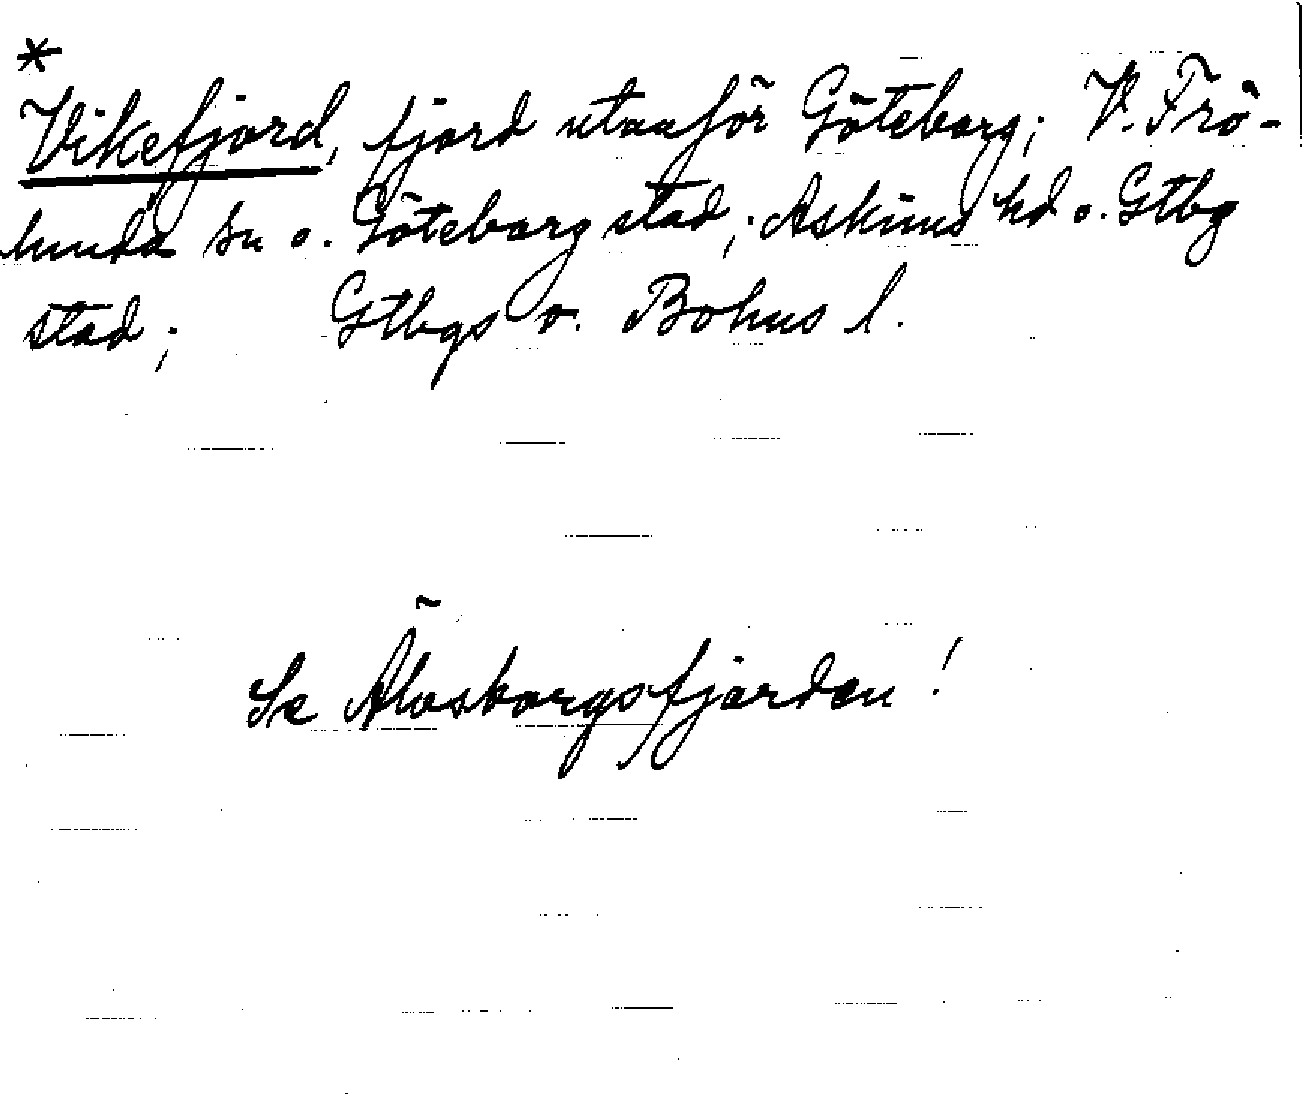 *
Vikefjord, fjord utanför Göteborg; V. Frö-
lunda sn o. Göteborg stad; Askims hd o. Gtbg
stad; Gtbgs o. Bohus l.
Se Älvsborgsfjorden!